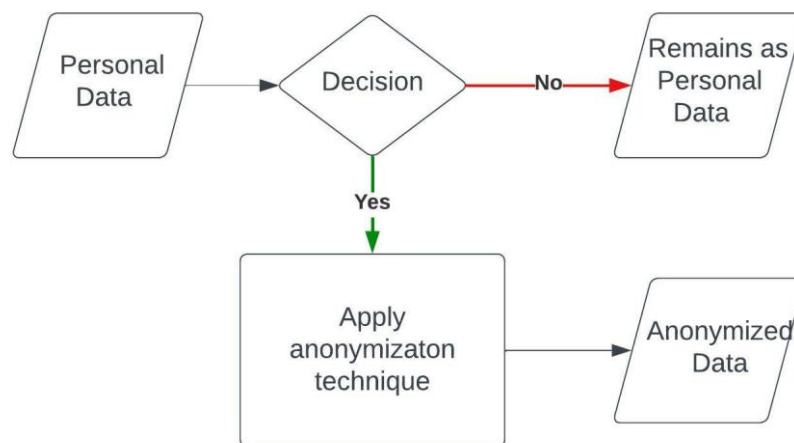 Personal
Data
Decision
No
Remains as
Personal
Data
Yes
Apply
anonymizaton
technique
Anonymized
Data